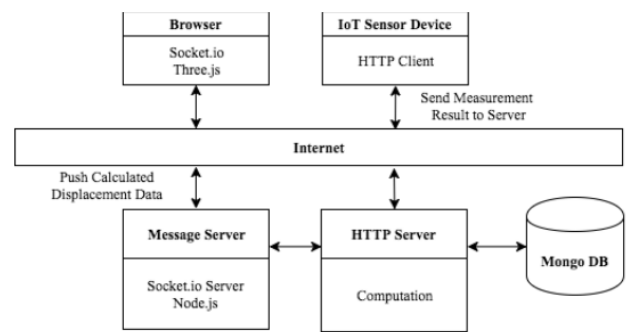 Browser
Socket.io
Three.js
IoT Sensor Device
HTTP Client
Send Measurement
Result to Server
Internet
Push Calculated
Displacement Data
Message Server
Socket.io Server
Node.js
HTTP Server
Computation
Mongo DB